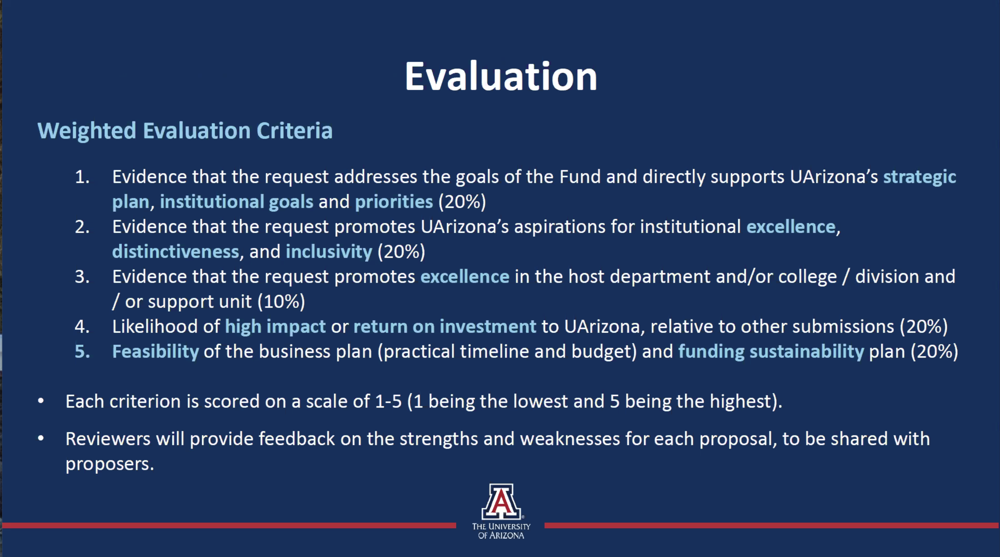 Evaluation
Weighted Evaluation Criteria
1. Evidence that the request addresses the goals of the Fund and directly supports UArizona’s strategic
plan, institutional goals and priorities (20%)
2. Evidence that the request promotes UArizona’s aspirations for institutional excellence,
distinctiveness, and inclusivity (20%)
3. Evidence that the request promotes excellence in the host department and/or college / division and
/ or support unit (10%)
4. Likelihood of high impact or return on investment to UArizona, relative to other submissions (20%)
5. Feasibility of the business plan (practical timeline and budget) and funding sustainability plan (20%)
• Each criterion is scored on a scale of 1-5 (1 being the lowest and 5 being the highest).
• Reviewers will provide feedback on the strengths and weaknesses for each proposal, to be shared with
proposers.
A®
THE UNIVERSITY
OF ARIZONA